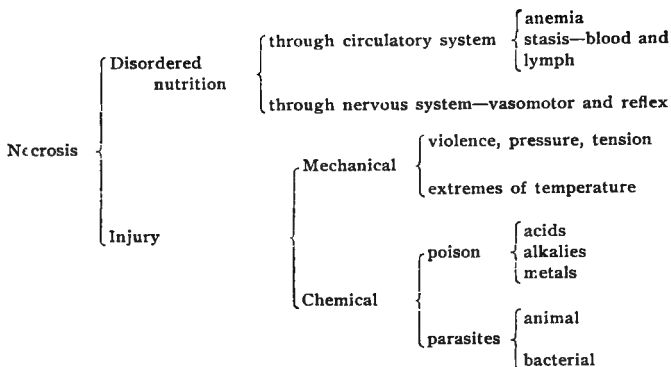 anemia
through circulatory system stasis—blood and
lymph
Disordered
nutrition
through nervous system—vasomotor and reflex
Necrosis
violence, pressure, tension
Mechanical
extremes of temperature
Injury
acids
poison alkalies
metals
Chemical
animal
parasites
bacterial